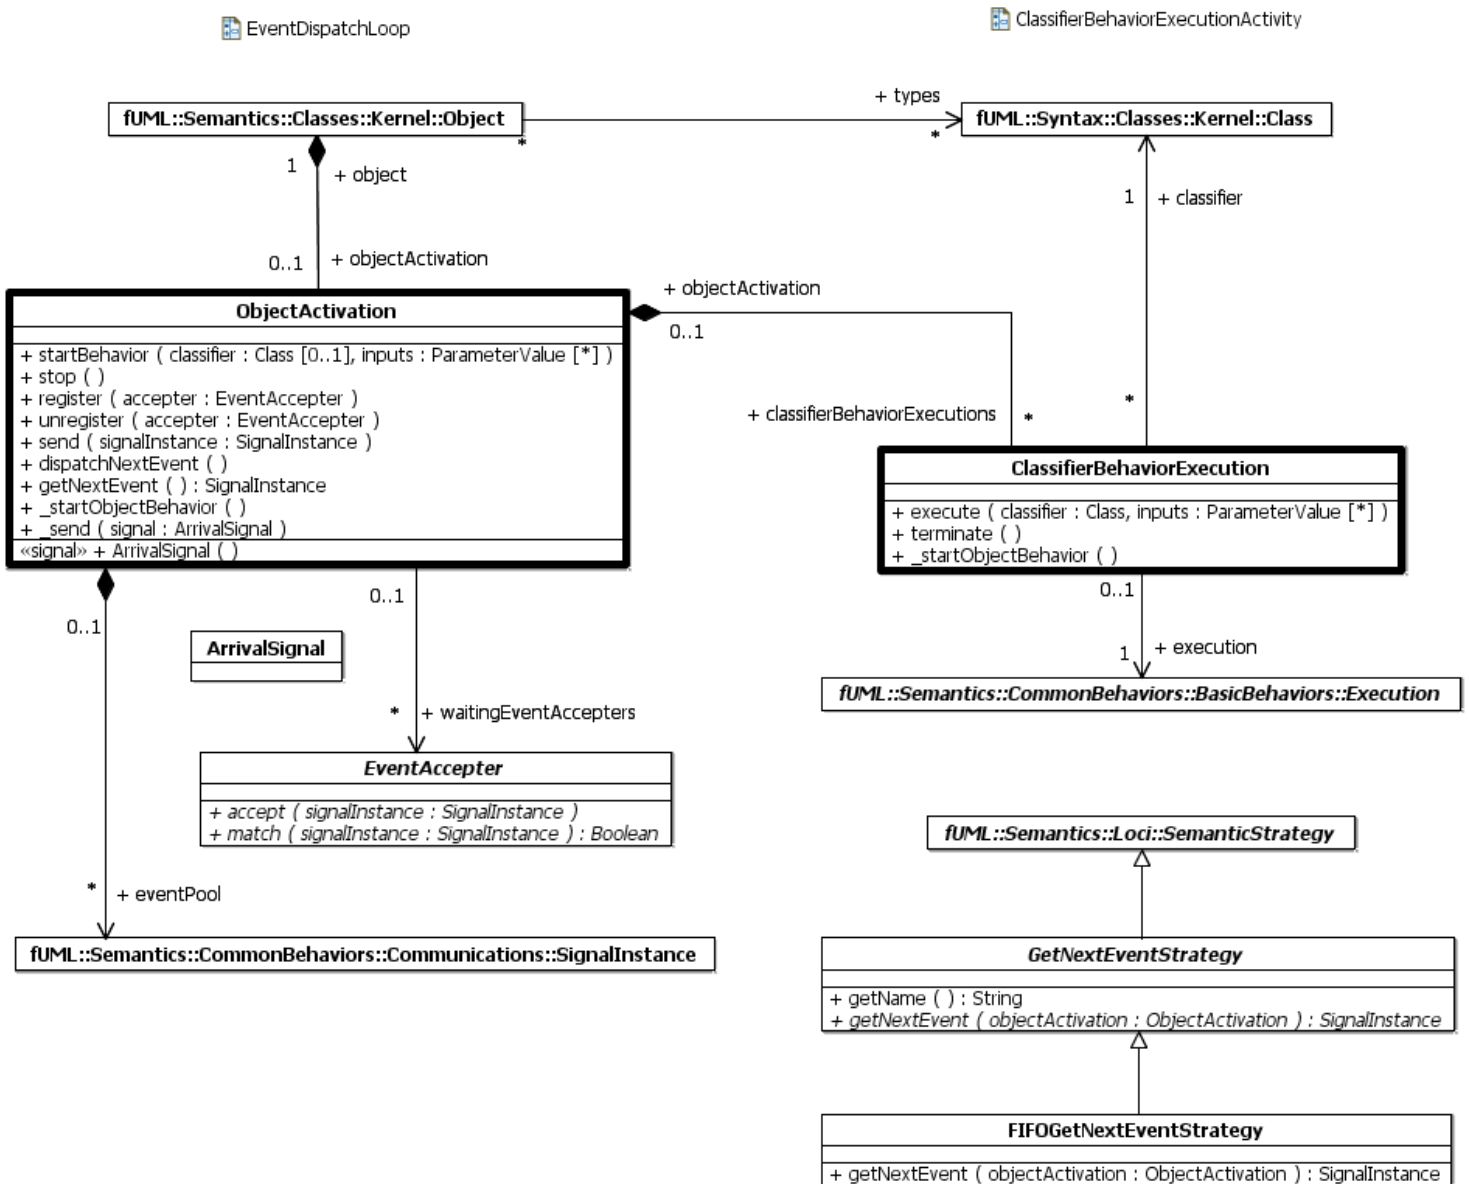 EventDispatchLoop
ClassifierBehaviorExecutionActivity
fUML::Semantics::Classes::Kernel::Object
+ types
*
*
fUML::Syntax::Classes::Kernel::Class
1
+ object
0..1
+ objectActivation
1
+ classifier
ObjectActivation
+ startBehavior ( classifier : Class [0..1], inputs : ParameterValue [*] )
+ stop ( )
+ register ( accepter : EventAccepter )
+ unregister ( accepter : EventAccepter )
+ send ( signalInstance : SignalInstance )
+ dispatchNextEvent ( )
+ getNextEvent ( ) : SignalInstance
+ _startObjectBehavior ( )
+ _send ( signal : ArrivalSignal )
«signal» + ArrivalSignal ( )
+ objectActivation
0..1
+ classifierBehaviorExecutions
*
*
ClassifierBehaviorExecution
+ execute ( classifier : Class, inputs : ParameterValue [*] )
+ terminate ( )
+ _startObjectBehavior ( )
0..1
1
+ execution
fUML::Semantics::CommonBehaviors::BasicBehaviors::Execution
0..1
0..1
ArrivalSignal
*
+ waitingEventAccepters
EventAccepter
+ accept ( signalInstance : SignalInstance )
+ match ( signalInstance : SignalInstance ) : Boolean
*
+ eventPool
fUML::Semantics::CommonBehaviors::Communications::SignalInstance
fUML::Semantics::Loci::SemanticStrategy
GetNextEventStrategy
+ getName ( ) : String
+ getNextEvent ( objectActivation : ObjectActivation ) : SignalInstance
FIFOGetNextEventStrategy
+ getNextEvent ( objectActivation : ObjectActivation ) : SignalInstance